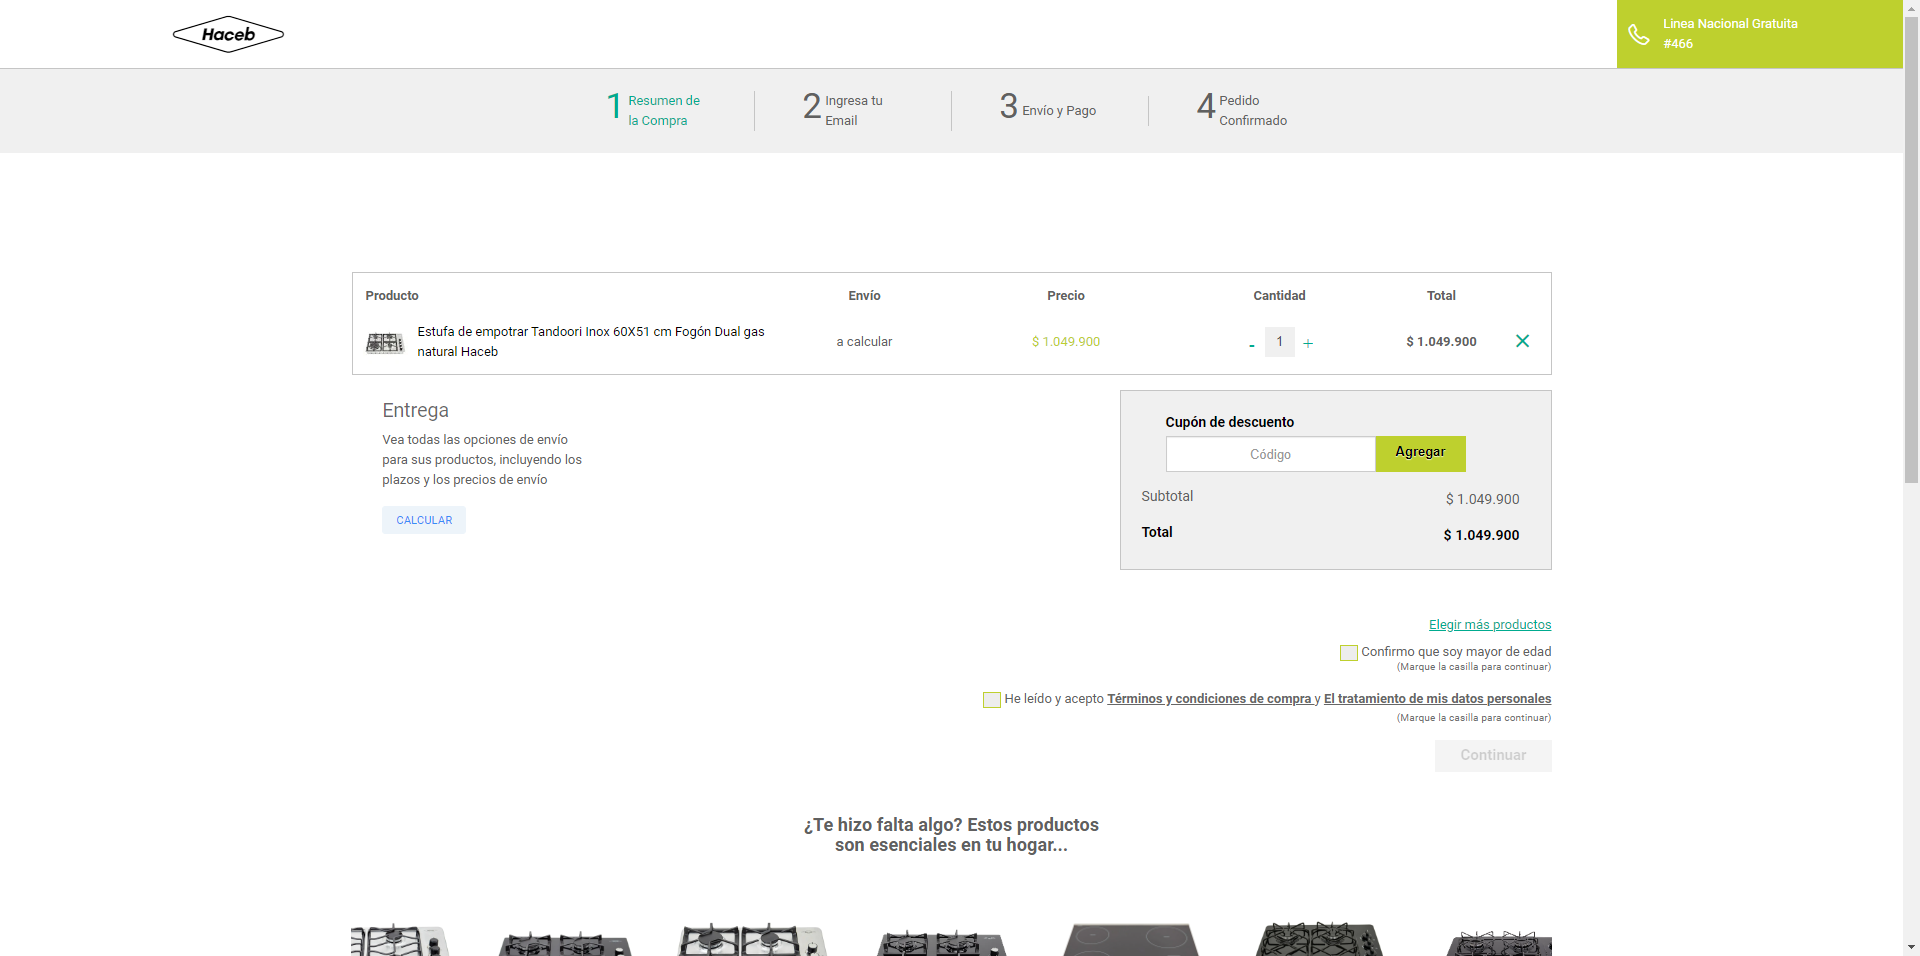 Haceb
Linea Nacional Gratuita
#466
1 Resumen de
la Compra
2 Ingresa tu
Email
3 Envío y Pago
4 Pedido
Confirmado
Producto Envío Precio Cantidad Total
Estufa de empotrar Tandoori Inox 60X51 cm Fogón Dual gas
natural Haceb
a calcular $ 1.049.900 - 1 + $ 1.049.900
Entrega
Vea todas las opciones de envío
para sus productos, incluyendo los
plazos y los precios de envío
CALCULAR
Cupón de descuento
Código Agregar
Subtotal $ 1.049.900
Total $ 1.049.900
Elegir más productos
Confirmo que soy mayor de edad
(Marque la casilla para continuar)
He leído y acepto Términos y condiciones de compra y El tratamiento de mis datos personales
(Marque la casilla para continuar)
Continuar
¿Te hizo falta algo? Estos productos
son esenciales en tu hogar...